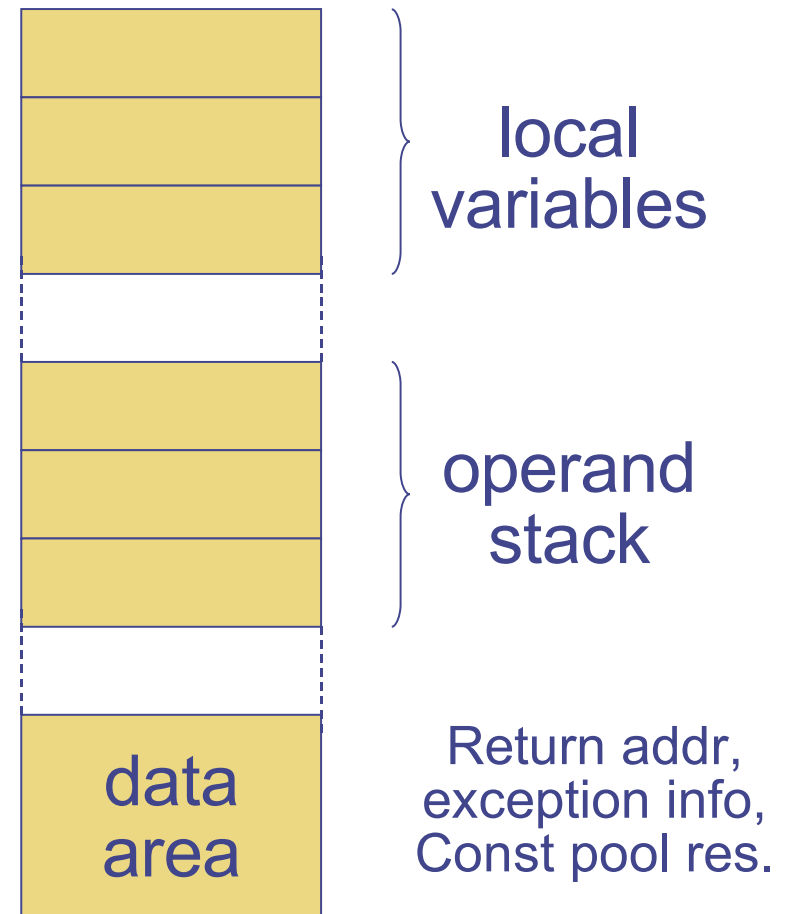 local
variables
operand
stack
data
area
Return addr,
exception info,
Const pool res.